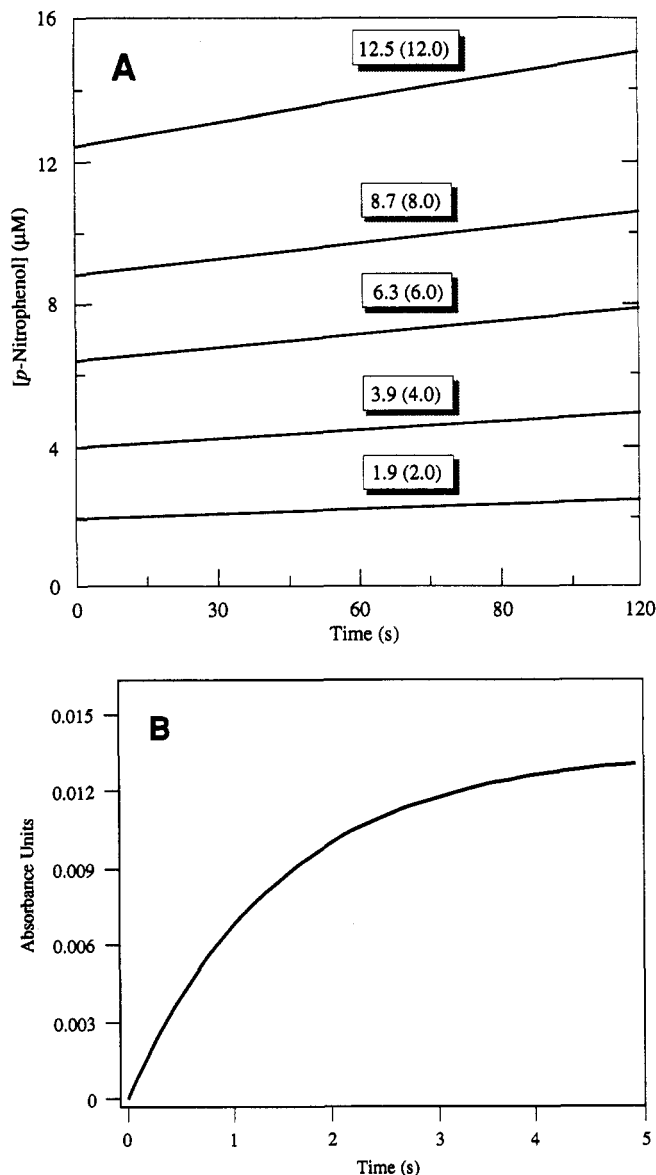 A
[p-Nitrophenol] (μM)
16
12
8
4
0
12.5 (12.0)
8.7 (8.0)
6.3 (6.0)
3.9 (4.0)
1.9 (2.0)
0 30 60 80 120
Time (s)
B
Absorbance Units
0.015
0.012
0.009
0.006
0.003
0
0 1 2 3 4 5
Time (s)